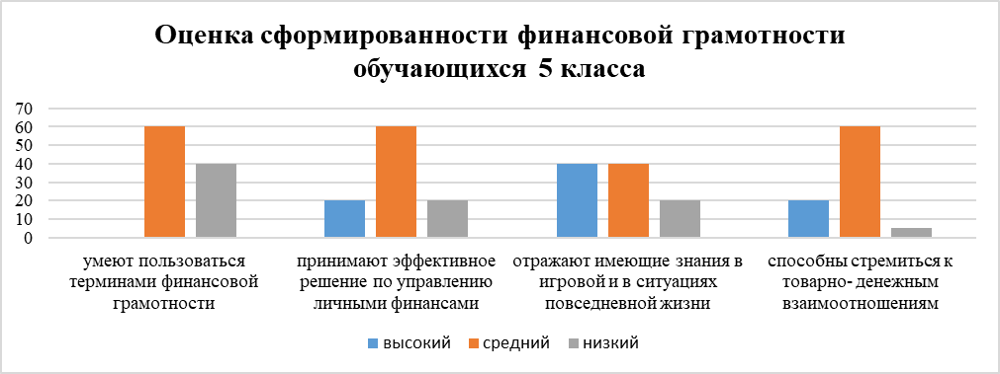 Оценка сформированности финансовой грамотности
обучающихся 5 класса
70
60
50
40
30
20
10
0
умеют пользоваться
терминами финансовой
грамотности
принимают эффективное
решение по управлению
личными финансами
отражают имеющие знания в
игровой и в ситуациях
повседневной жизни
способны стремиться к
товарно- денежным
взаимоотношениям
высокий средний низкий